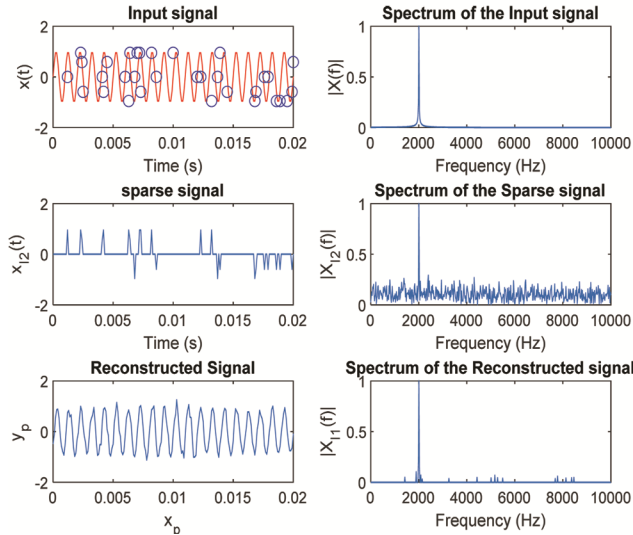 Input signal
x(t)
2
0
-2
0
0.005
0.01
0.015
0.02
Time (s)
Spectrum of the Input signal
|X(f)|
1
0.5
0
0
2000
4000
6000
8000
10000
Frequency (Hz)
sparse signal
x_I2(t)
2
0
-2
0
0.005
0.01
0.015
0.02
Time (s)
Spectrum of the Sparse signal
|X_I2(f)|
1
0.5
0
0
2000
4000
6000
8000
10000
Frequency (Hz)
Reconstructed Signal
y_p
2
0
-2
0
0.005
0.01
0.015
0.02
x_p
Spectrum of the Reconstructed signal
|X_I1(f)|
1
0.5
0
0
2000
4000
6000
8000
10000
Frequency (Hz)